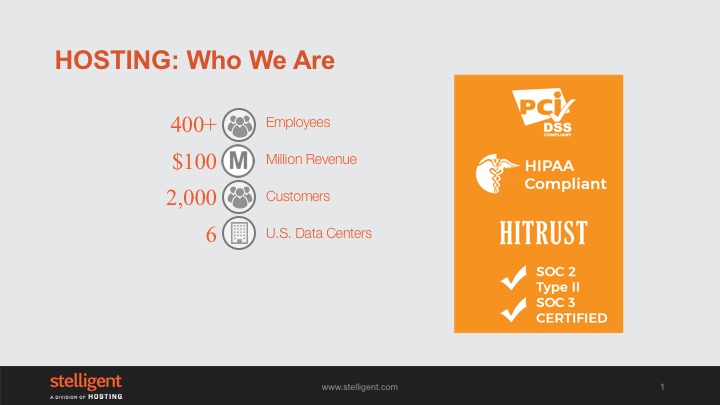 HOSTING: Who We Are
400+ Employees
$100 M Million Revenue
2,000 Customers
6 U.S. Data Centers
PCi
DSS
COMPLIANT
HIPAA
Compliant
HITRUST
SOC 2
Type II
SOC 3
CERTIFIED
stelligent
A DIVISION OF HOSTING
www.stelligent.com
1